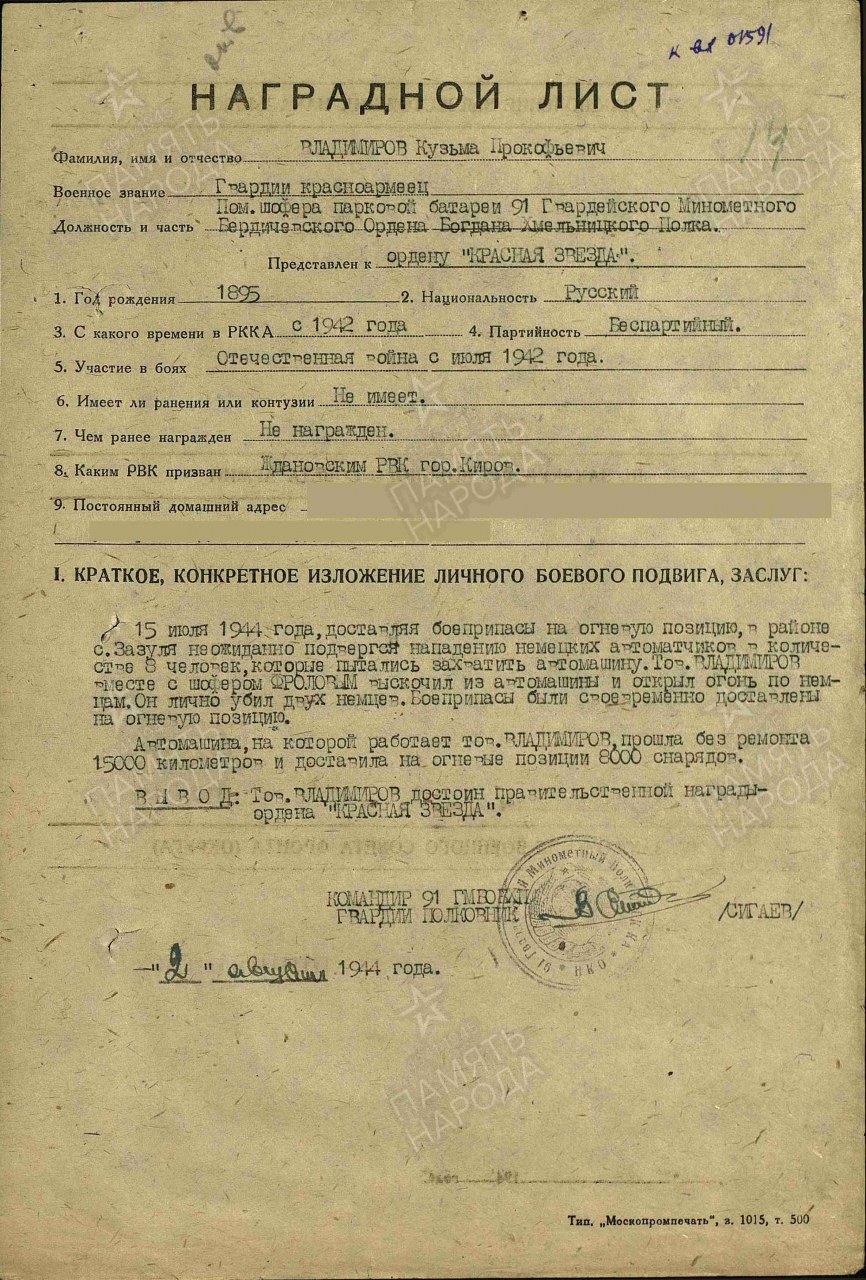 к вх 01591
НАГРАДНОЙ ЛИСТ
Фамилия, имя и отчество ВЛАДИМИРОВ Кузьма Прокофьевич
Военное звание Гвардии красноармеец
Пом.шофера парковой батареи 91 Гвардейского Минометного
Должность и часть Бердичевского Ордена Богдана Хмельницкого Полка.
Представлен к ордену "КРАСНАЯ ЗВЕЗДА".
1. Год рождения 1895 2. Национальность Русский
3. С какого времени в РККА с 1942 года 4. Партийность Беспартийный.
5. Участие в боях Отечественная война с июля 1942 года.
6. Имеет ли ранения или контузии Не имеет.
7. Чем ранее награжден Не награжден.
8. Каким РВК призван Ждановским РВК гор.Киров.
9. Постоянный домашний адрес
I. КРАТКОЕ, КОНКРЕТНОЕ ИЗЛОЖЕНИЕ ЛИЧНОГО БОЕВОГО ПОДВИГА, ЗАСЛУГ:
15 июля 1944 года,доставляя боеприпасы на огневую позицию,в районе
с.Зазуля неожиданно подвергся нападению немецких автоматчиков в количе-
стве 8 человек,которые пытались захватить автомашину.Тов.ВЛАДИМИРОВ
вместе с шофером ФРОЛОВЫМ выскочил из автомашины и открыл огонь по нем-
цам.Он лично убил двух немцев.Боеприпасы были своевременно доставлены
на огневую позицию.
Автомашина,на которой работает тов.ВЛАДИМИРОВ,прошла без ремонта
15000 километров и доставила на огневые позиции 8000 снарядов.
ВЫВОД: Тов.ВЛАДИМИРОВ достоин правительственной награды-
ордена "КРАСНАЯ ЗВЕЗДА".
КОМАНДИР 91 ГМБОБХП
ГВАРДИИ ПОЛКОВНИК /СИГАЕВ/
"2" августа 1944 года.
ПАМЯТЬ НАРОДА
Тип. „Москопромпечать", з. 1015, т. 500